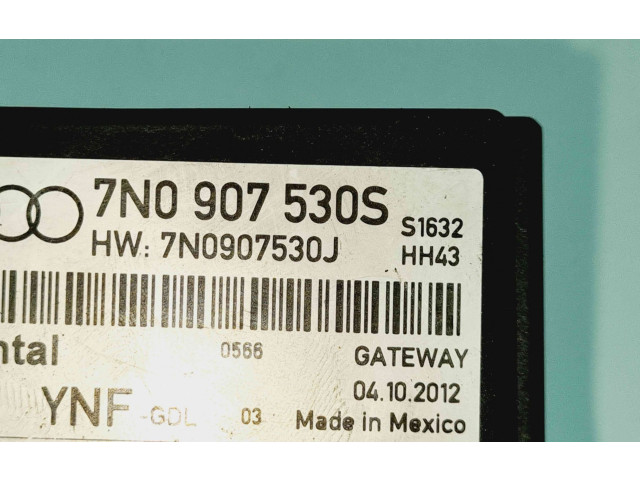 7N0 907 530S S1632
HW: 7N0907530J HH43
ntal 0566 GATEWAY
04.10.2012
YNF -GDL 03 Made in Mexico